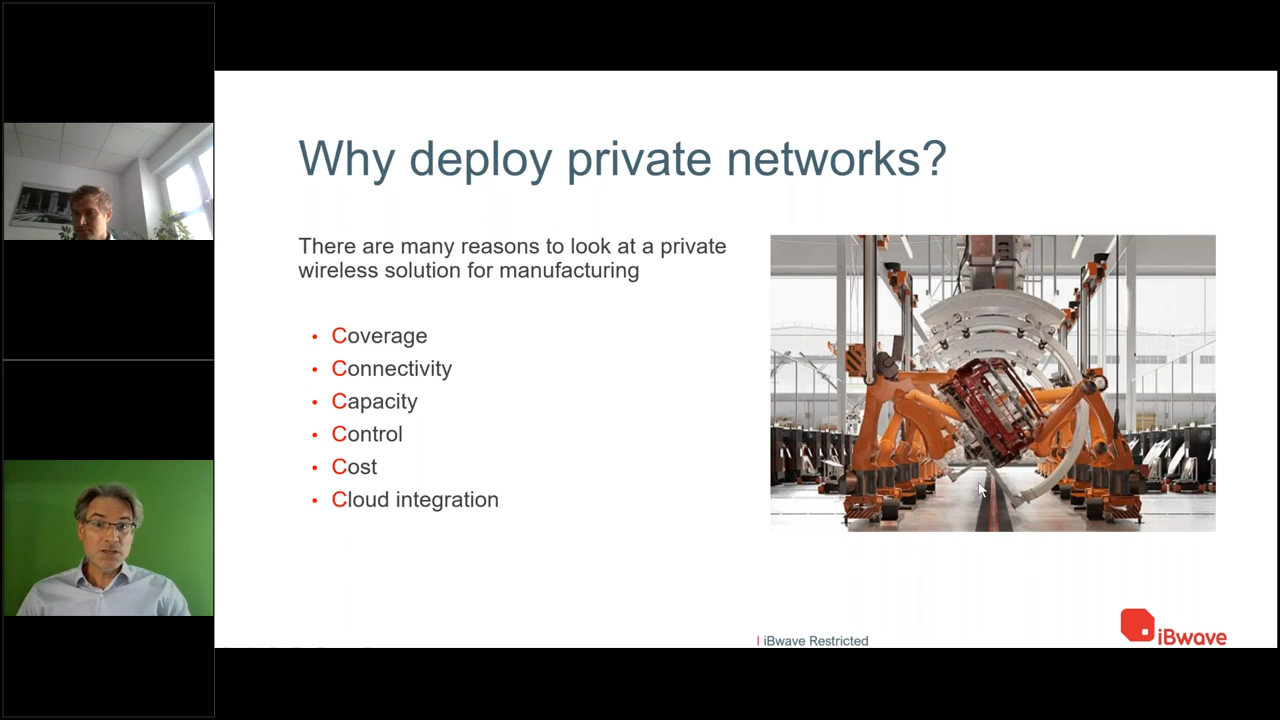 Why deploy private networks?
There are many reasons to look at a private
wireless solution for manufacturing
• Coverage
• Connectivity
• Capacity
• Control
• Cost
• Cloud integration
| iBwave Restricted
iBwave